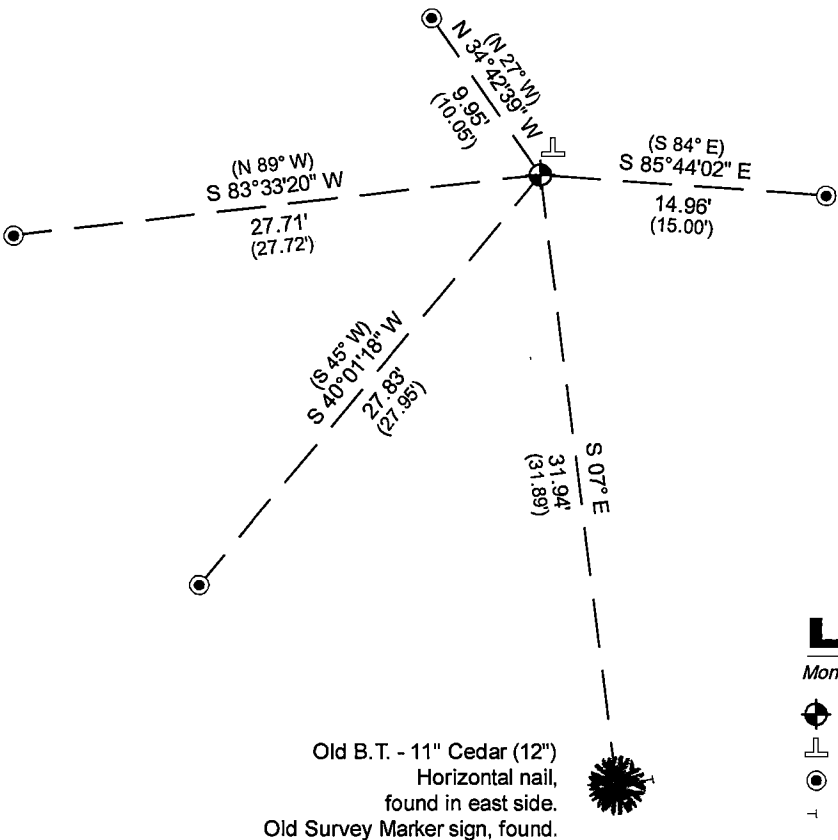 (N 27° W)
N 34°42'39" W
9.95'
(10.05')
(N 89° W)
S 83°33'20" W
27.71'
(27.72')
(S 84° E)
S 85°44'02" E
14.96'
(15.00')
(S 45° W)
S 40°01'18" W
27.83'
(27.95')
S 07° E
31.94'
(31.89')
Old B.T. - 11" Cedar (12")
Horizontal nail,
found in east side.
Old Survey Marker sign, found.
L
Mon